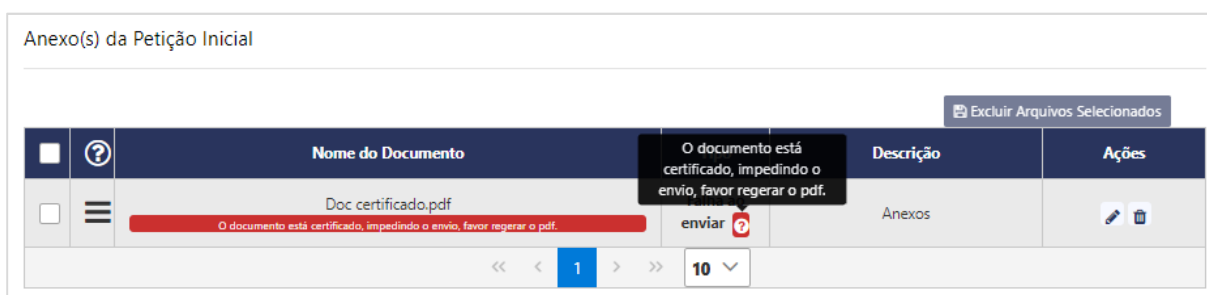 Anexo(s) da Petição Inicial
Excluir Arquivos Selecionados
Nome do Documento
O documento está
certificado, impedindo o
envio, favor regerar o pdf.
Descrição
Ações
Doc certificado.pdf
O documento está certificado, impedindo o envio, favor regerar o pdf.
enviar ?
Anexos
<< < 1 > >> 10